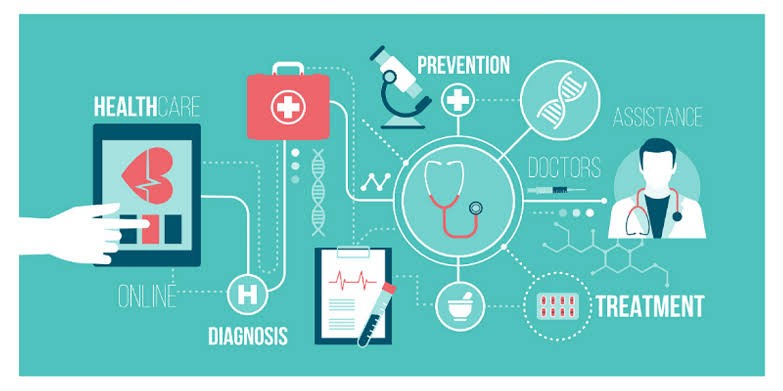 HEALTHCARE
PREVENTION
ASSISTANCE
DOCTORS
ONLINE
H
DIAGNOSIS
TREATMENT